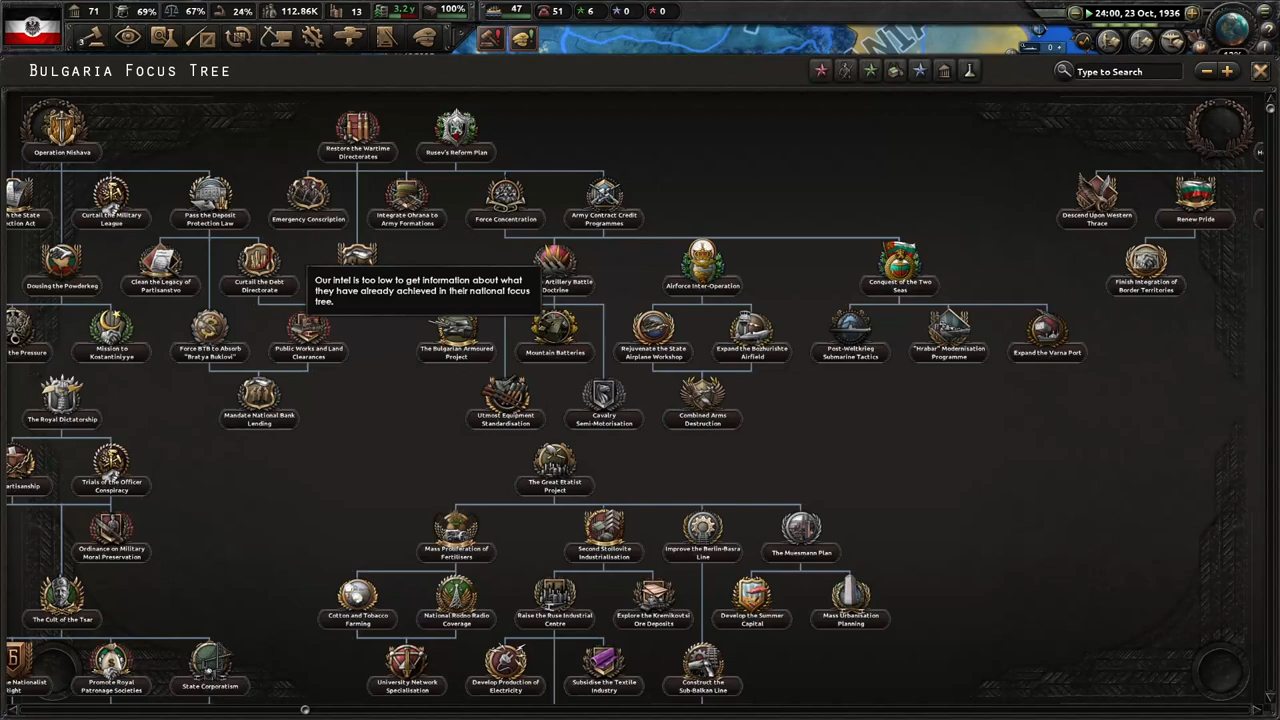 71 69% 67% 24% 112.86K 13 3.2 y 100% 47 51 6 0 0
24:00, 23 Oct, 1936
3
0
BULGARIA FOCUS TREE
Type to Search
Operation Nishava
Restore the Wartime
Directorates
Rusev's Reform Plan
h the State
ction Act
Curtail the Military
League
Pass the Deposit
Protection Law
Emergency Conscription
Integrate Ohrana to
Army Formations
Force Concentration
Army Contract Credit
Programmes
Descend Upon Western
Thrace
Renew Pride
Dousing the Powderkeg
Clean the Legacy of
Partisanstvo
Curtail the Debt
Directorate
Our intel is too low to get information about what
they have already achieved in their national focus
tree.
Artillery Battle
Doctrine
Airforce Inter-Operation
Conquest of the Two
Seas
Finish Integration of
Border Territories
the Pressure
Mission to
Kostantiniyye
Force BTB to Absorb
"Bratya Buklovi"
Public Works and Land
Clearances
The Bulgarian Armoured
Project
Mountain Batteries
Rejuvenate the State
Airplane Workshop
Expand the Bozhurishte
Airfield
Post-Weltkrieg
Submarine Tactics
"Hrabar" Modernisation
Programme
Expand the Varna Port
The Royal Dictatorship
Mandate National Bank
Lending
Utmost Equipment
Standardisation
Cavalry
Semi-Motorisation
Combined Arms
Destruction
artisanship
Trials of the Officer
Conspiracy
The Great Etatist
Project
Ordinance on Military
Moral Preservation
Mass Proliferation of
Fertilisers
Second Stoilovite
Industrialisation
Improve the Berlin-Basra
Line
The Muesmann Plan
The Cult of the Tsar
Cotton and Tobacco
Farming
National Rodno Radio
Coverage
Raise the Ruse Industrial
Centre
Explore the Kremikovtsi
Ore Deposits
Develop the Summer
Capital
Mass Urbanisation
Planning
e Nationalist
Right
Promote Royal
Patronage Societies
State Corporatism
University Network
Specialisation
Develop Production of
Electricity
Subsidise the Textile
Industry
Construct the
Sub-Balkan Line